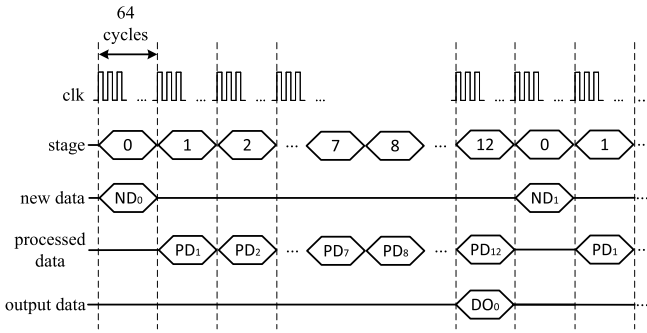 64
cycles
clk ... ... ... ... ... ... ...
stage 0 1 2 ... 7 8 ... 12 0 1 ...
new data ND₀ ND₁ ...
processed
data PD₁ PD₂ ... PD₇ PD₈ ... PD₁₂ PD₁ ...
output data DO₀ ...